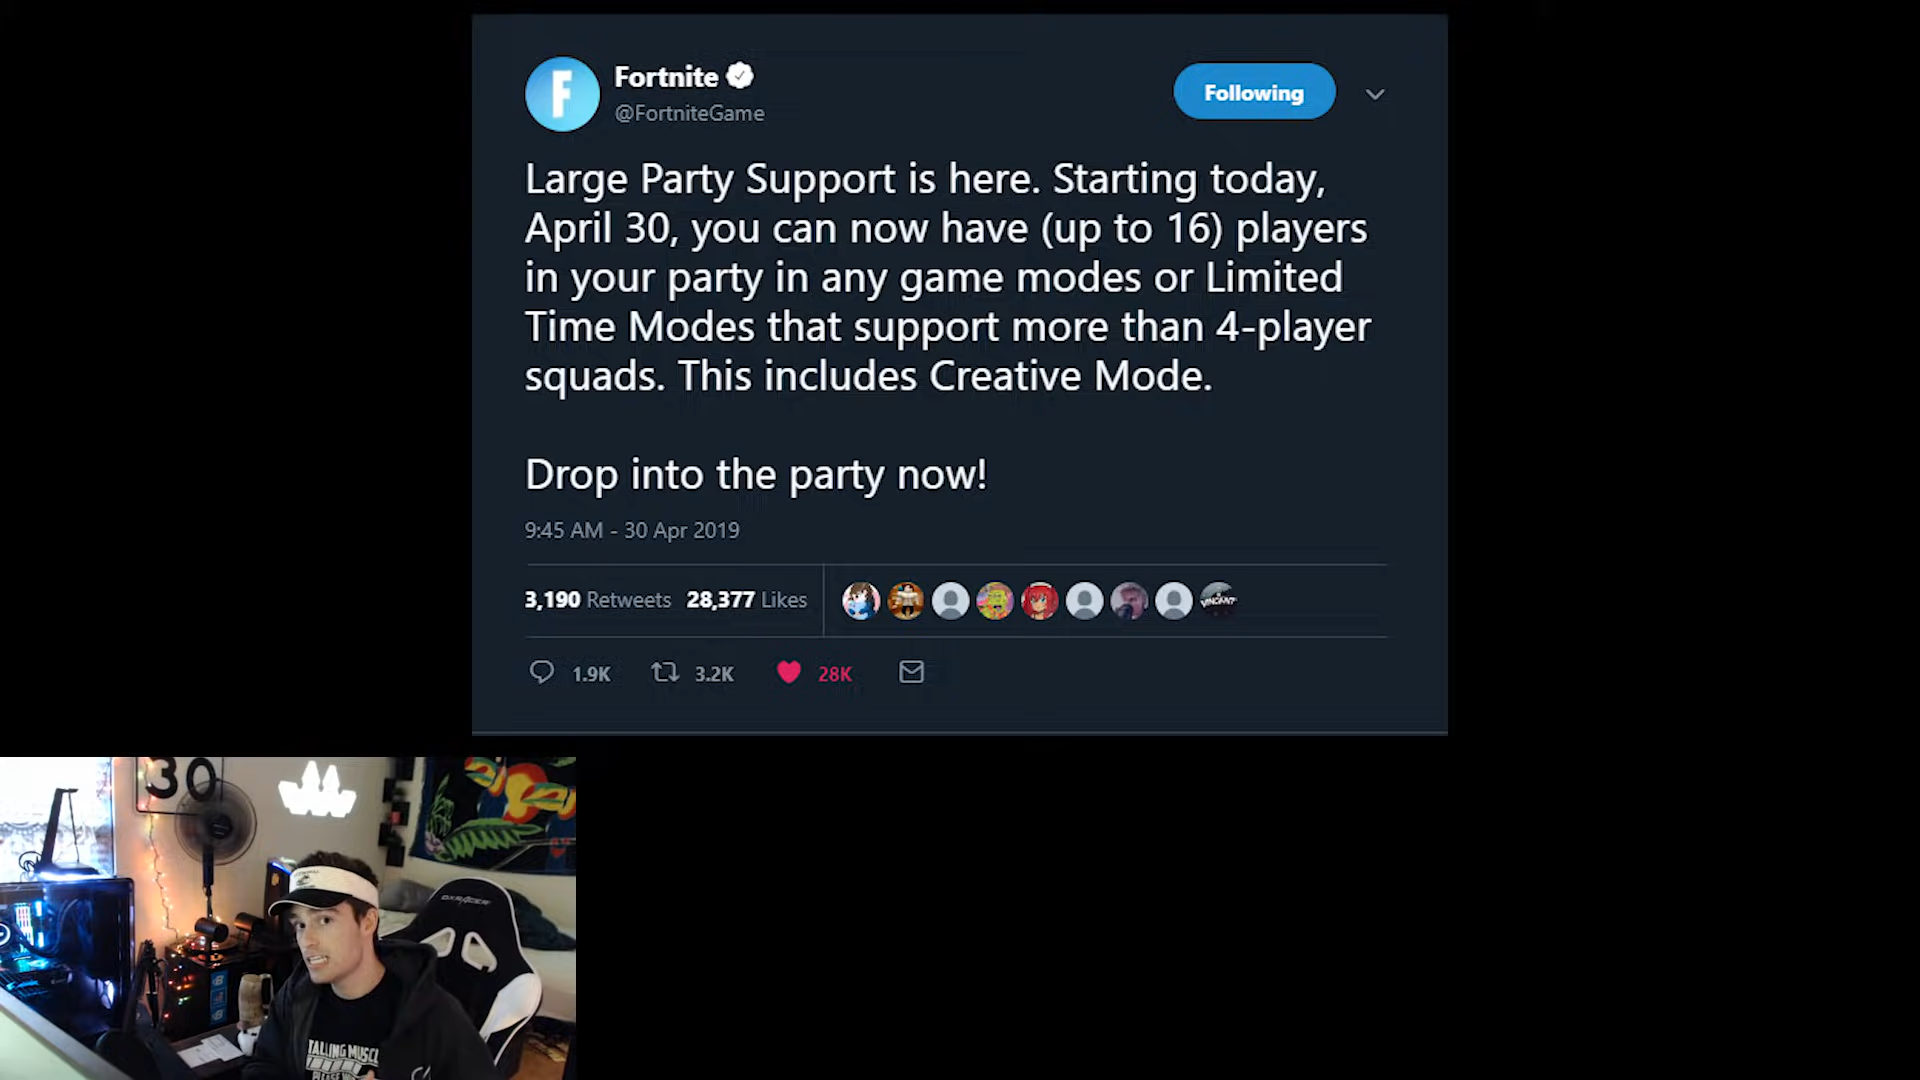 Fortnite
@FortniteGame
Following
Large Party Support is here. Starting today,
April 30, you can now have (up to 16) players
in your party in any game modes or Limited
Time Modes that support more than 4-player
squads. This includes Creative Mode.
Drop into the party now!
9:45 AM - 30 Apr 2019
3,190 Retweets 28,377 Likes
1.9K 3.2K 28K
30
DXRACER